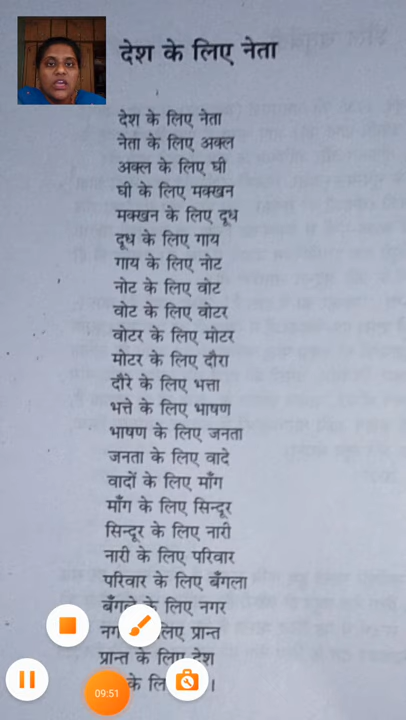 देश के लिए नेता
देश के लिए नेता
नेता के लिए अक्ल
अक्ल के लिए घी
घी के लिए मक्खन
मक्खन के लिए दूध
दूध के लिए गाय
गाय के लिए नोट
नोट के लिए वोट
वोट के लिए वोटर
वोटर के लिए मोटर
मोटर के लिए दौरा
दौरे के लिए भत्ता
भत्ते के लिए भाषण
भाषण के लिए जनता
जनता के लिए वादे
वादों के लिए माँग
माँग के लिए सिन्दूर
सिन्दूर के लिए नारी
नारी के लिए परिवार
परिवार के लिए बँगला
बँगले के लिए नगर
लिए प्रान्त
प्रान्त के लिए देश
के
09:51